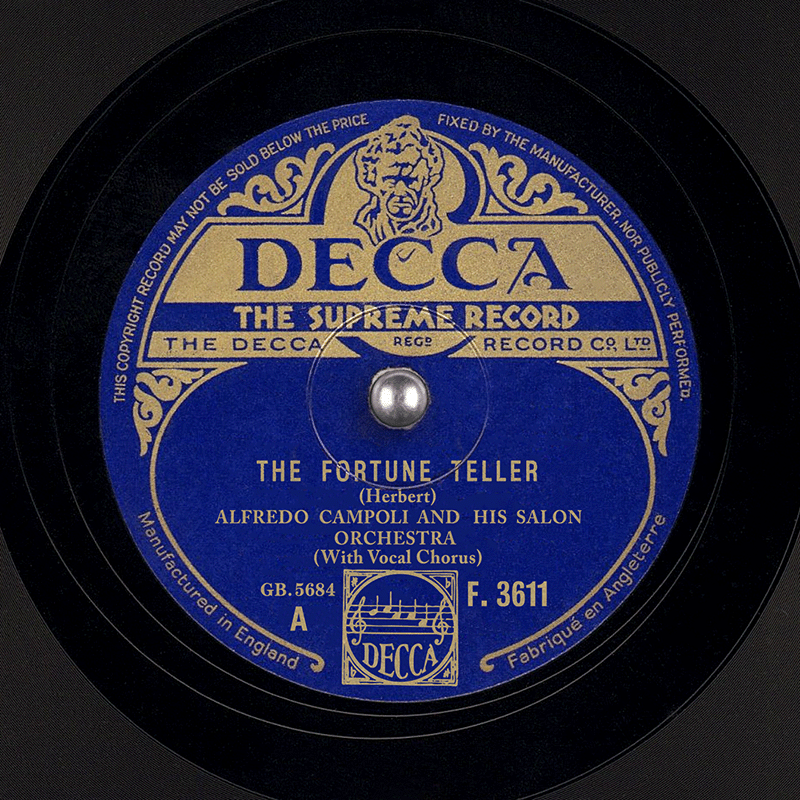 THIS COPYRIGHT RECORD MAY NOT BE SOLD BELOW THE PRICE FIXED BY THE MANUFACTURER, NOR PUBLICLY PERFORMED.
DECCA
THE SUPREME RECORD
THE DECCA REGD RECORD CO., LTD
THE FORTUNE TELLER
(Herbert)
ALFREDO CAMPOLI AND HIS SALON
ORCHESTRA
(With Vocal Chorus)
GB.5684 F. 3611
A
DECCA
Manufactured in England
Fabriqué en Angleterre